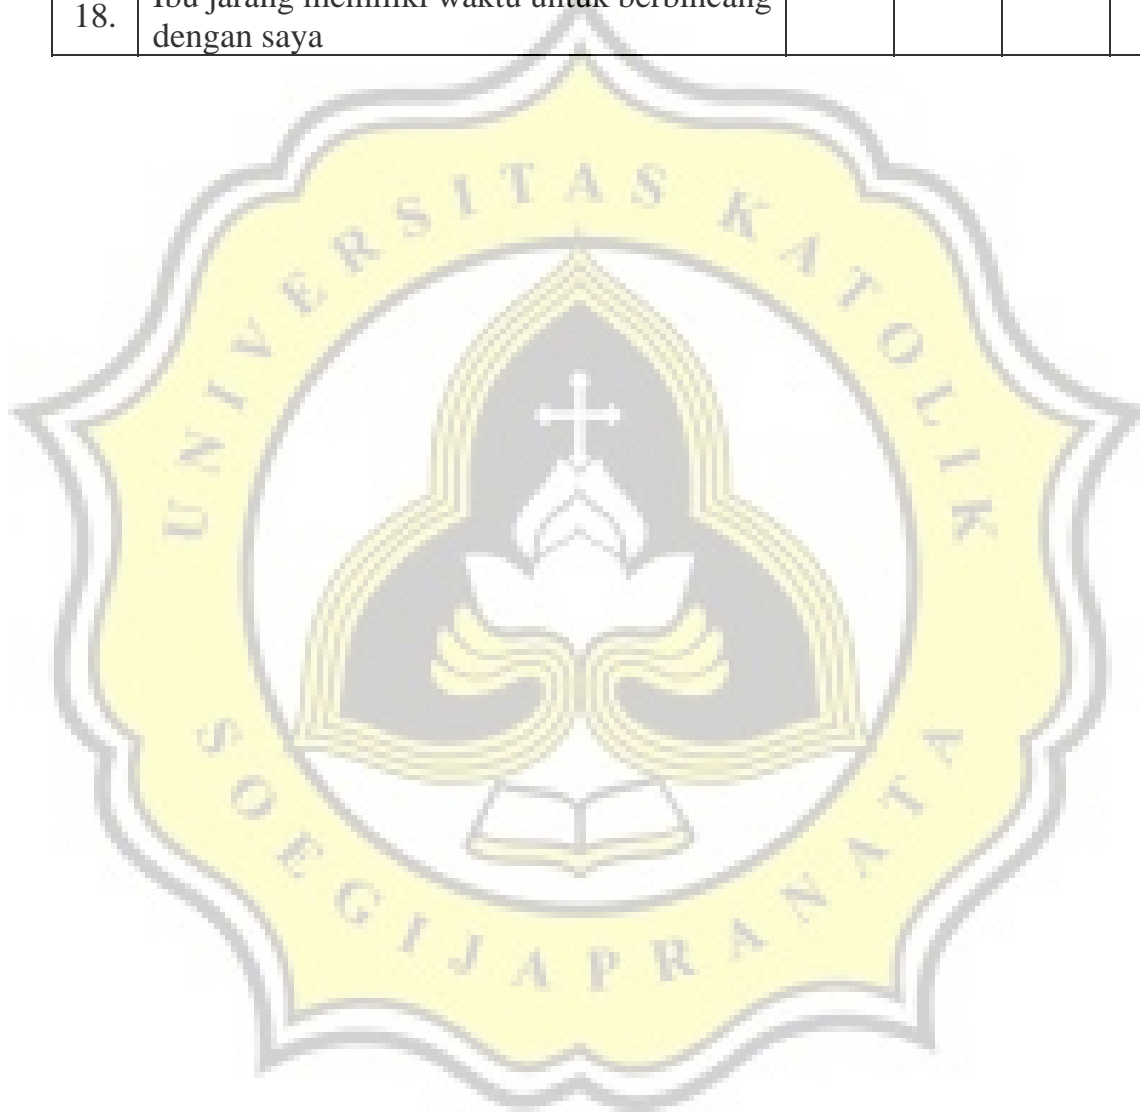 18.
Ibu jarang memiliki waktu untuk berbincang
dengan saya
UNIVERSITAS KATOLIK
SOEGIJAPRANATA